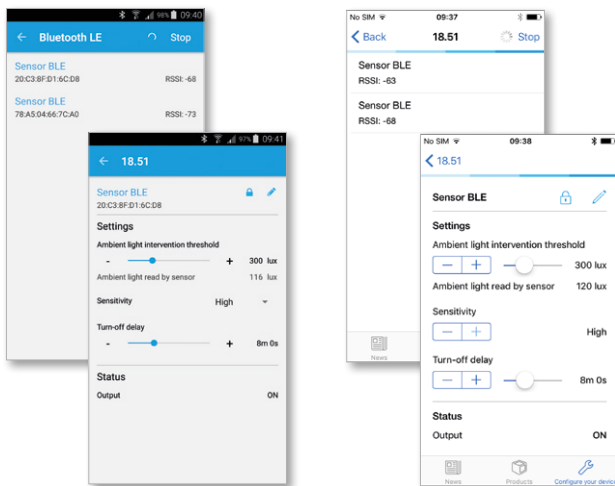 98% 09:40
← Bluetooth LE Stop
Sensor BLE
20:C3:8F:D1:6C:D8 RSSI: -68
Sensor BLE
78:A5:04:66:7C:A0 RSSI: -73
97% 09:41
← 18.51
Sensor BLE
20:C3:8F:D1:6C:D8
Settings
Ambient light intervention threshold
- + 300 lux
Ambient light read by sensor 116 lux
Sensitivity High
Turn-off delay
- + 8m 0s
Status
Output ON
No SIM 09:37
Back 18.51 Stop
Sensor BLE
RSSI: -63
Sensor BLE
RSSI: -68
News
No SIM 09:38
18.51
Sensor BLE
Settings
Ambient light intervention threshold
− + 300 lux
Ambient light read by sensor 120 lux
Sensitivity
− + High
Turn-off delay
− + 8m 0s
Status
Output ON
News Products Configure your device